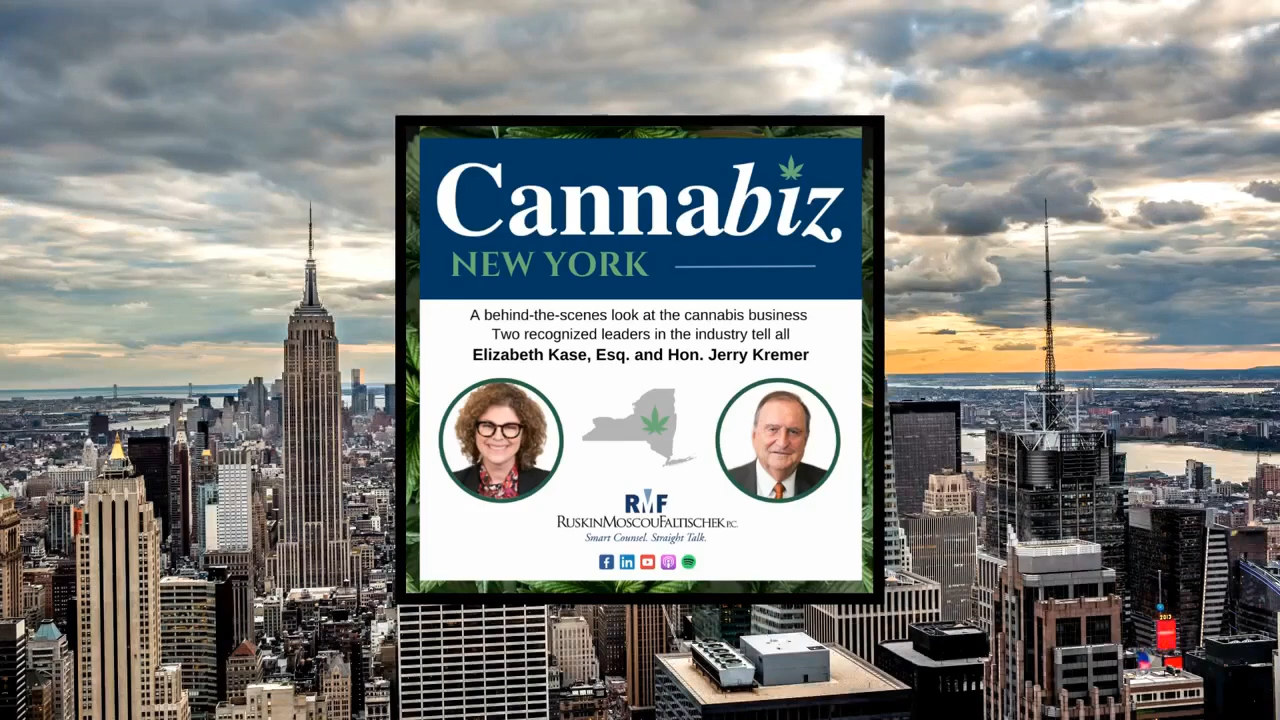 Cannabiz
NEW YORK
A behind-the-scenes look at the cannabis business
Two recognized leaders in the industry tell all
Elizabeth Kase, Esq. and Hon. Jerry Kremer
RMF
RUSKINMOSCOUFALTISCHEK P.C.
Smart Counsel. Straight Talk.
2013